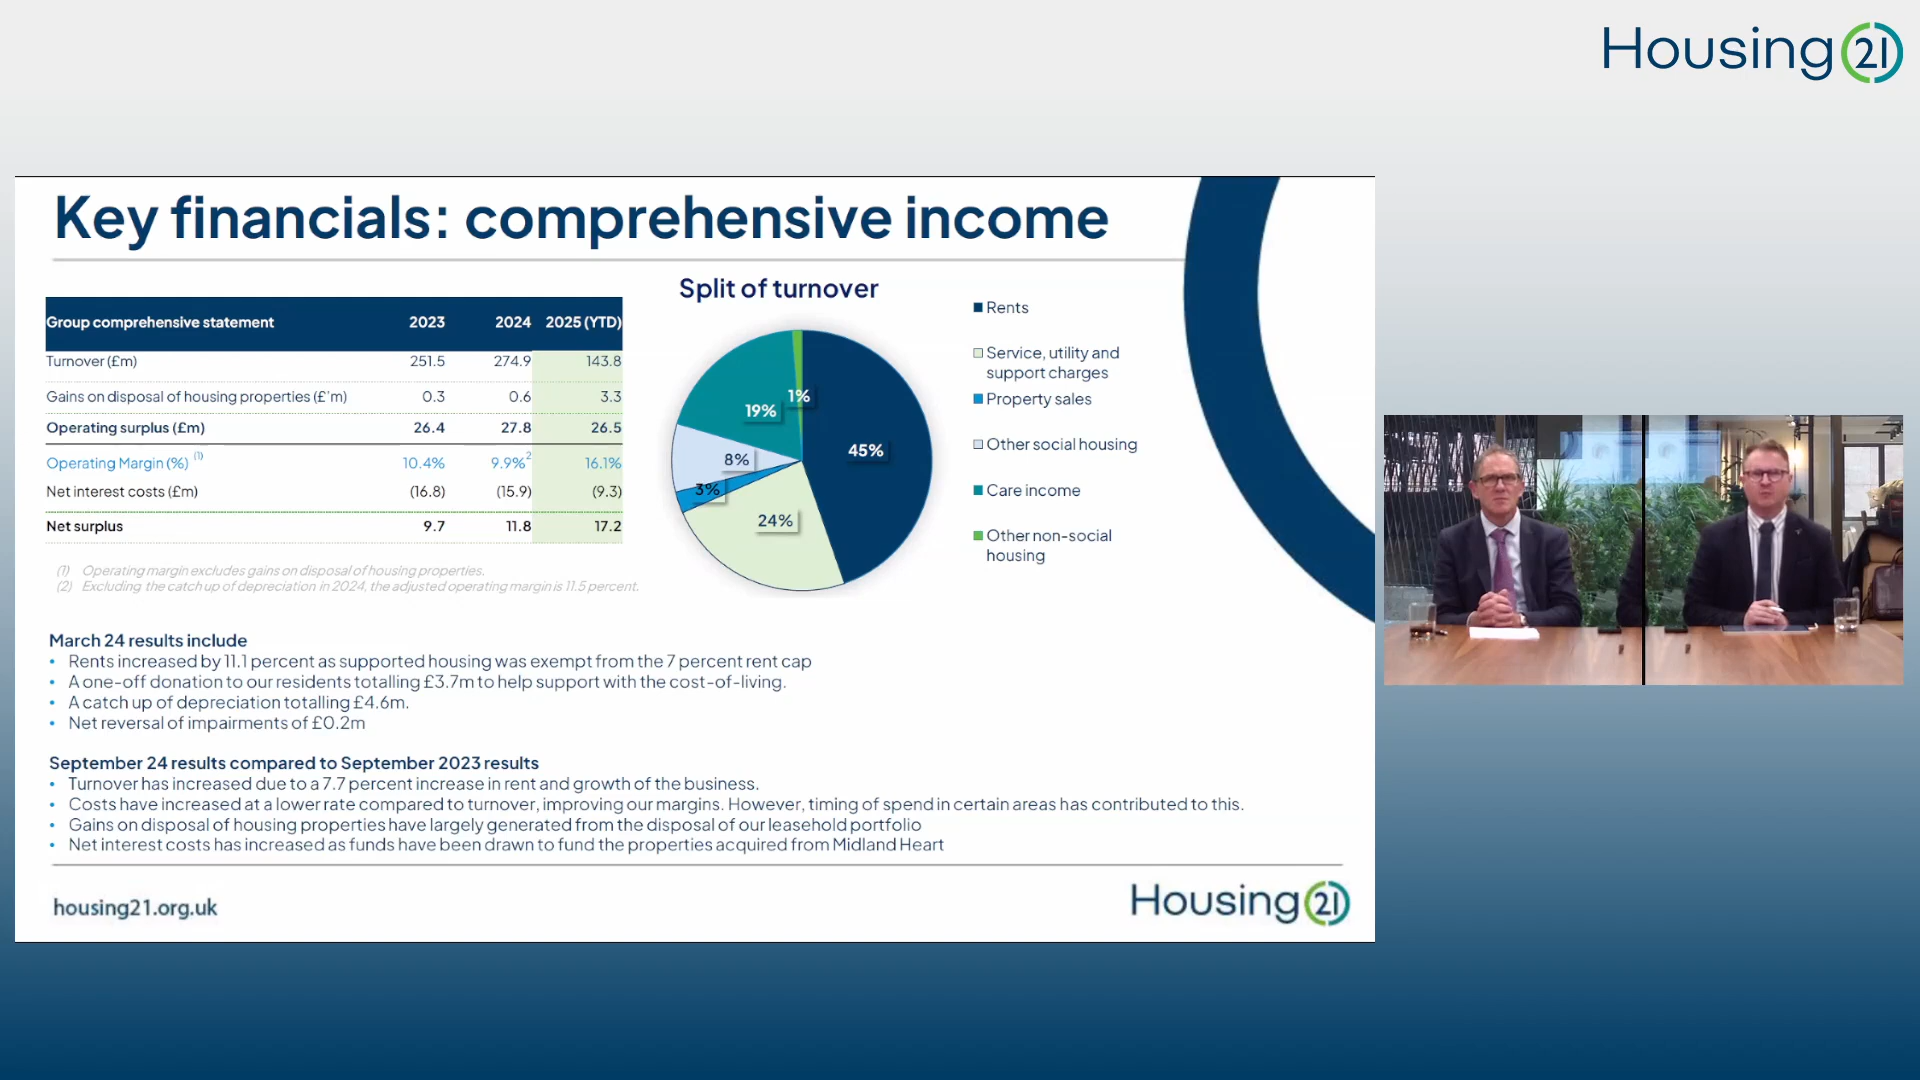 Housing 21
Key financials: comprehensive income
Group comprehensive statement 2023 2024 2025 (YTD)
Turnover (£m) 251.5 274.9 143.8
Gains on disposal of housing properties (£'m) 0.3 0.6 3.3
Operating surplus (£m) 26.4 27.8 26.5
Operating Margin (%) (1) 10.4% 9.9%2 16.1%
Net interest costs (£m) (16.8) (15.9) (9.3)
Net surplus 9.7 11.8 17.2
(1) Operating margin excludes gains on disposal of housing properties.
(2) Excluding the catch up of depreciation in 2024, the adjusted operating margin is 11.5 percent.
Split of turnover
1%
19%
45%
8%
3%
24%
Rents
Service, utility and
support charges
Property sales
Other social housing
Care income
Other non-social
housing
March 24 results include
• Rents increased by 11.1 percent as supported housing was exempt from the 7 percent rent cap
• A one-off donation to our residents totalling £3.7m to help support with the cost-of-living.
• A catch up of depreciation totalling £4.6m.
• Net reversal of impairments of £0.2m
September 24 results compared to September 2023 results
• Turnover has increased due to a 7.7 percent increase in rent and growth of the business.
• Costs have increased at a lower rate compared to turnover, improving our margins. However, timing of spend in certain areas has contributed to this.
• Gains on disposal of housing properties have largely generated from the disposal of our leasehold portfolio
• Net interest costs has increased as funds have been drawn to fund the properties acquired from Midland Heart
housing21.org.uk
Housing 21